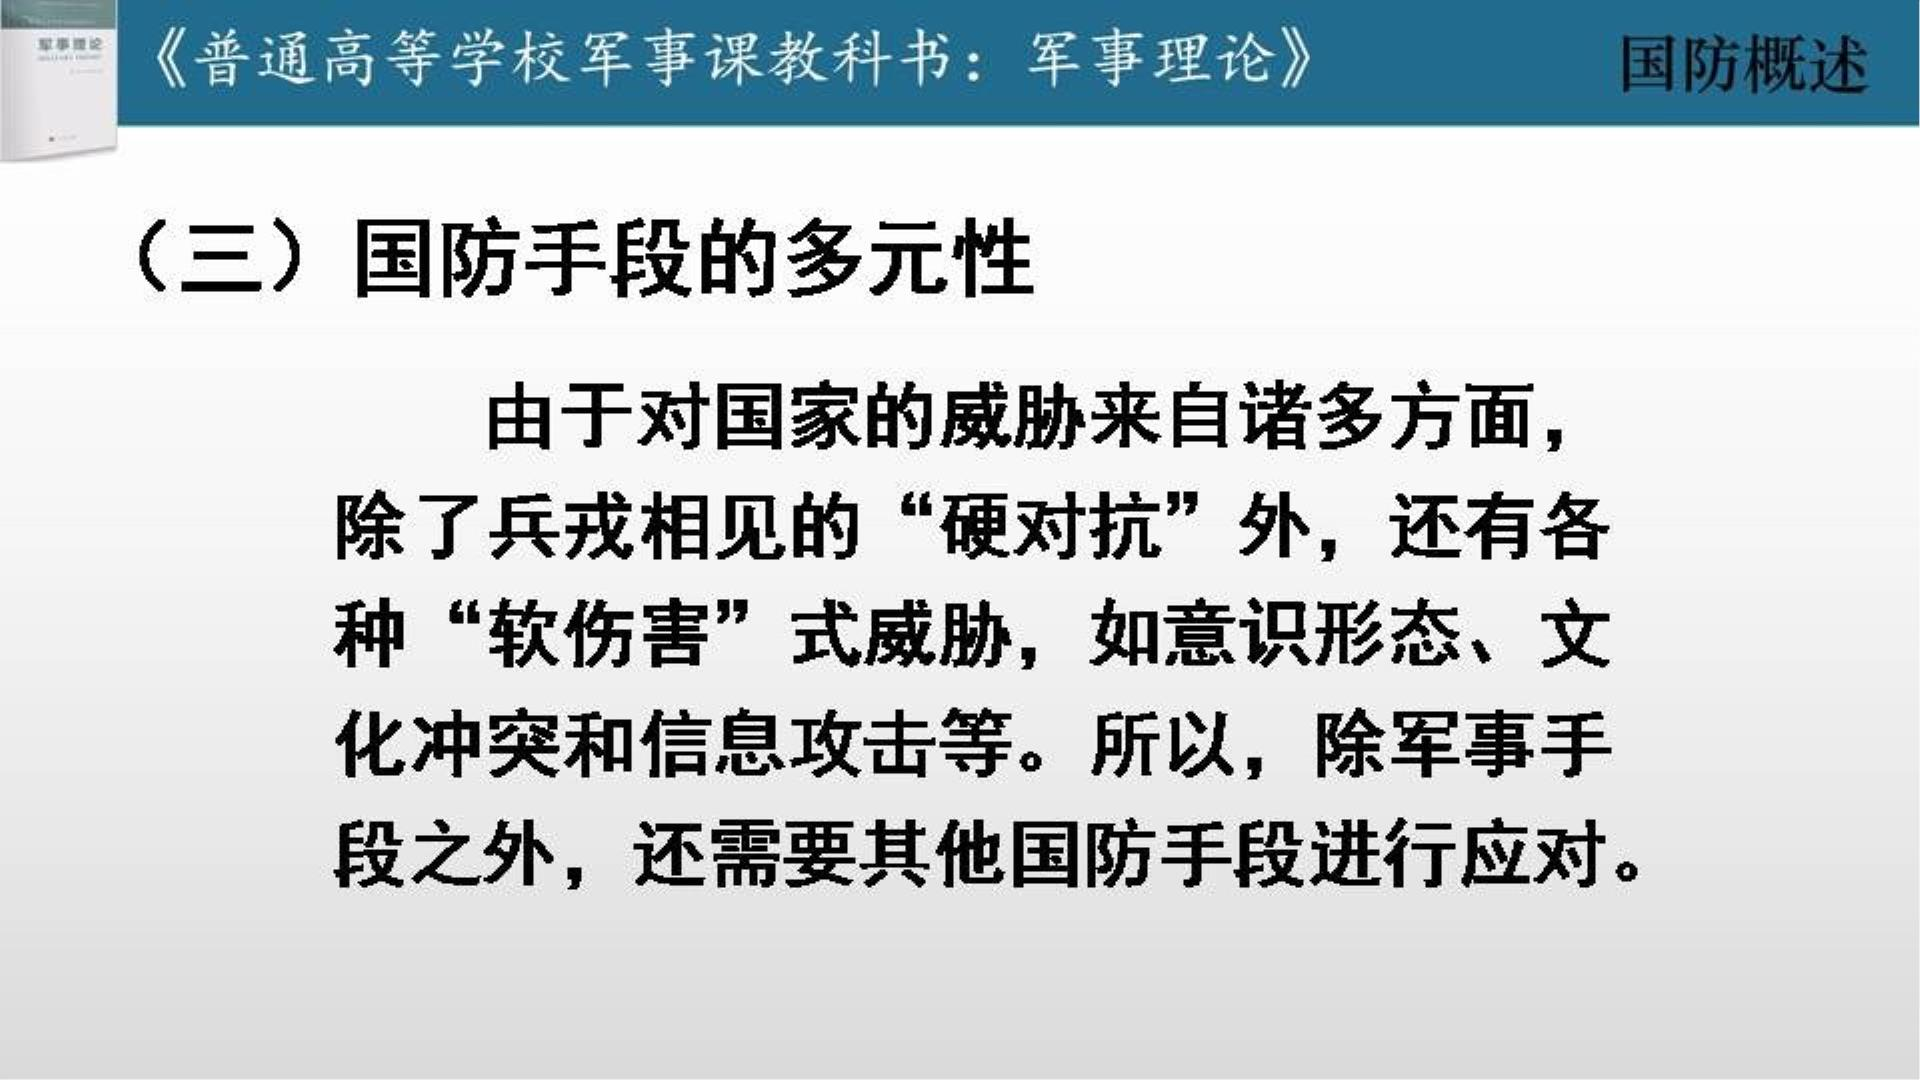 军事理论
《普通高等学校军事课教科书：军事理论》
国防概述
（三）国防手段的多元性
由于对国家的威胁来自诸多方面，
除了兵戎相见的“硬对抗”外，还有各
种“软伤害”式威胁，如意识形态、文
化冲突和信息攻击等。所以，除军事手
段之外，还需要其他国防手段进行应对。